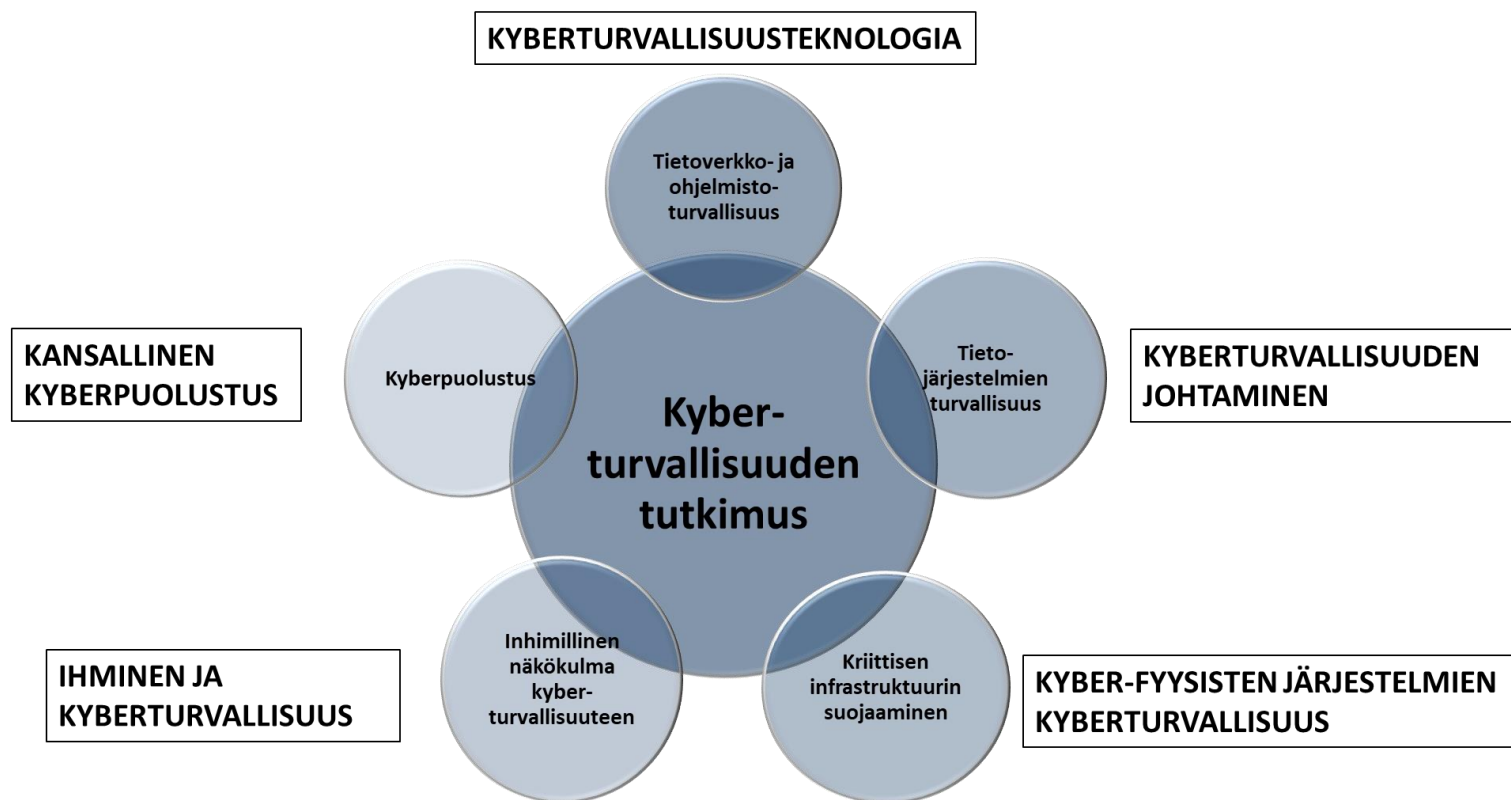 KYBERTURVALLISUUSTEKNOLOGIA
Tietoverkko- ja
ohjelmisto-
turvallisuus
KANSALLINEN
KYBERPUOLUSTUS
Kyberpuolustus
Tieto-
järjestelmien
turvallisuus
KYBERTURVALLISUUDEN
JOHTAMINEN
Kyber-
turvallisuuden
tutkimus
IHMINEN JA
KYBERTURVALLISUUS
Inhimillinen
näkökulma
kyber-
turvallisuuteen
Kriittisen
infrastruktuurin
suojaaminen
KYBER-FYYSISTEN JÄRJESTELMIEN
KYBERTURVALLISUUS